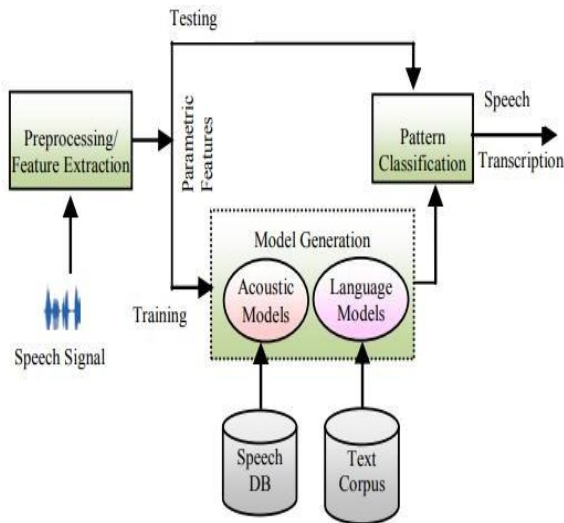 Testing
Preprocessing/
Feature Extraction
Parametric
Features
Pattern
Classification
Speech
Transcription
Speech Signal
Training
Model Generation
Acoustic
Models
Language
Models
Speech
DB
Text
Corpus